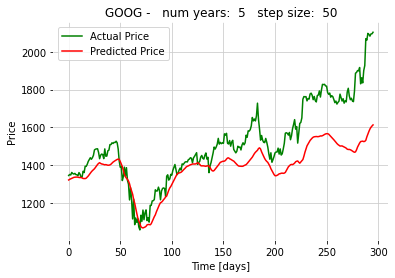 GOOG -   num years:  5   step size:  50
Actual Price
Predicted Price
Price
2000
1800
1600
1400
1200
0 50 100 150 200 250 300
Time [days]